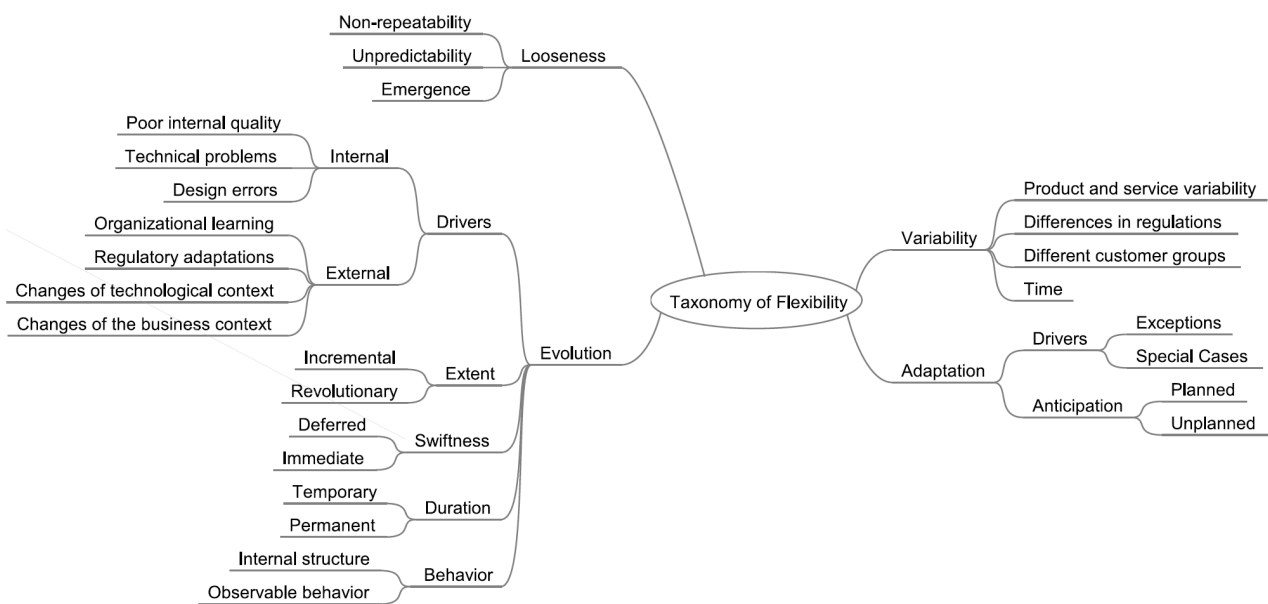 Non-repeatability
Unpredictability
Emergence
Looseness
Poor internal quality
Technical problems
Design errors
Internal
Organizational learning
Regulatory adaptations
Changes of technological context
Changes of the business context
External
Drivers
Incremental
Revolutionary
Extent
Deferred
Immediate
Swiftness
Temporary
Permanent
Duration
Internal structure
Observable behavior
Behavior
Evolution
Taxonomy of Flexibility
Variability
Product and service variability
Differences in regulations
Different customer groups
Time
Adaptation
Drivers
Exceptions
Special Cases
Anticipation
Planned
Unplanned